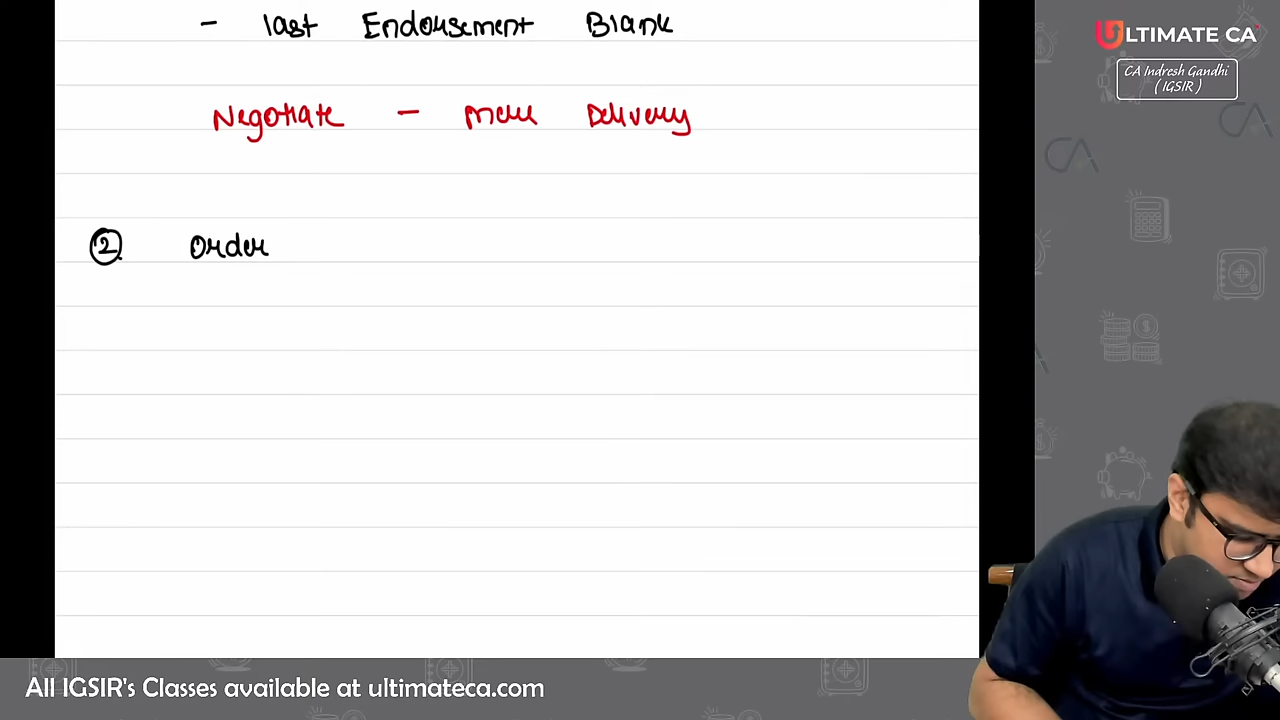 - last Endorsement Blank
ULTIMATE CA
CA Indresh Gandhi
( IGSIR )
Negotiate - mere Delivery
② Order
All IGSIR's Classes available at ultimateca.com